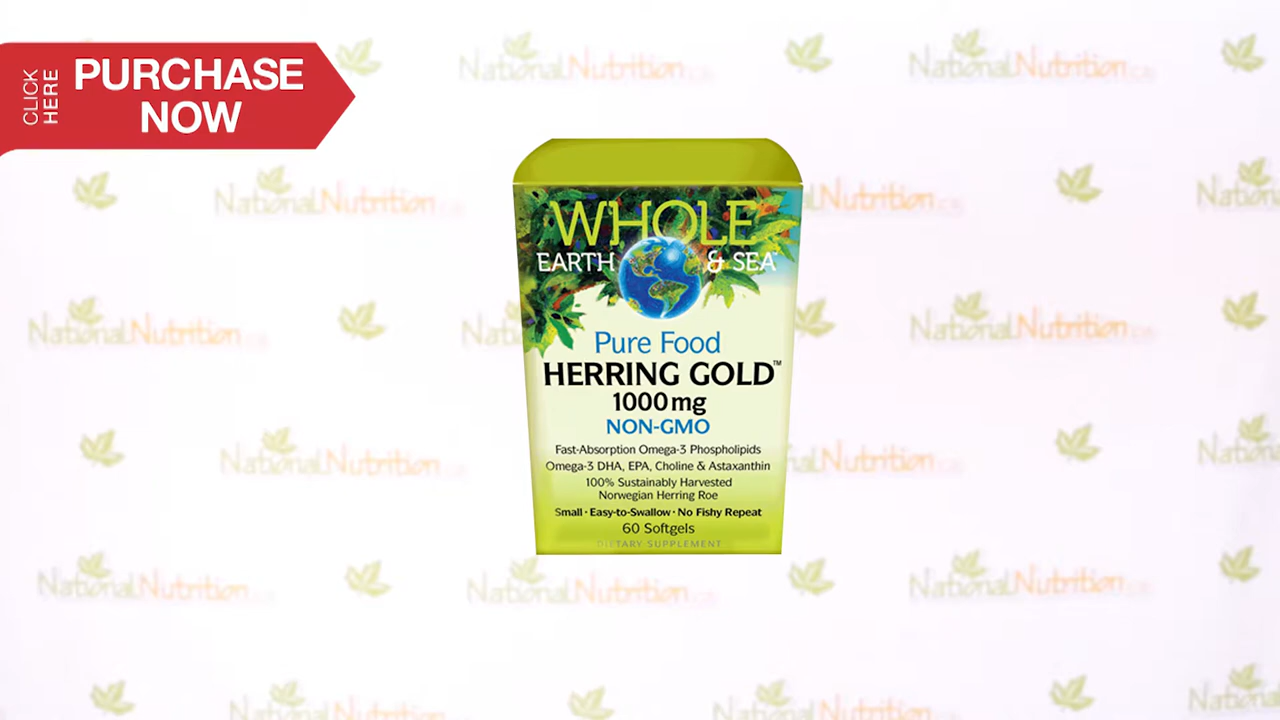 CLICK HERE
PURCHASE
NOW
WHOLE
EARTH & SEA
Pure Food
HERRING GOLD™
1000mg
NON-GMO
Fast-Absorption Omega-3 Phospholipids
Omega-3 DHA, EPA, Choline & Astaxanthin
100% Sustainably Harvested
Norwegian Herring Roe
Small · Easy-to-Swallow · No Fishy Repeat
60 Softgels
DIETARY SUPPLEMENT
NationalNutrition.ca